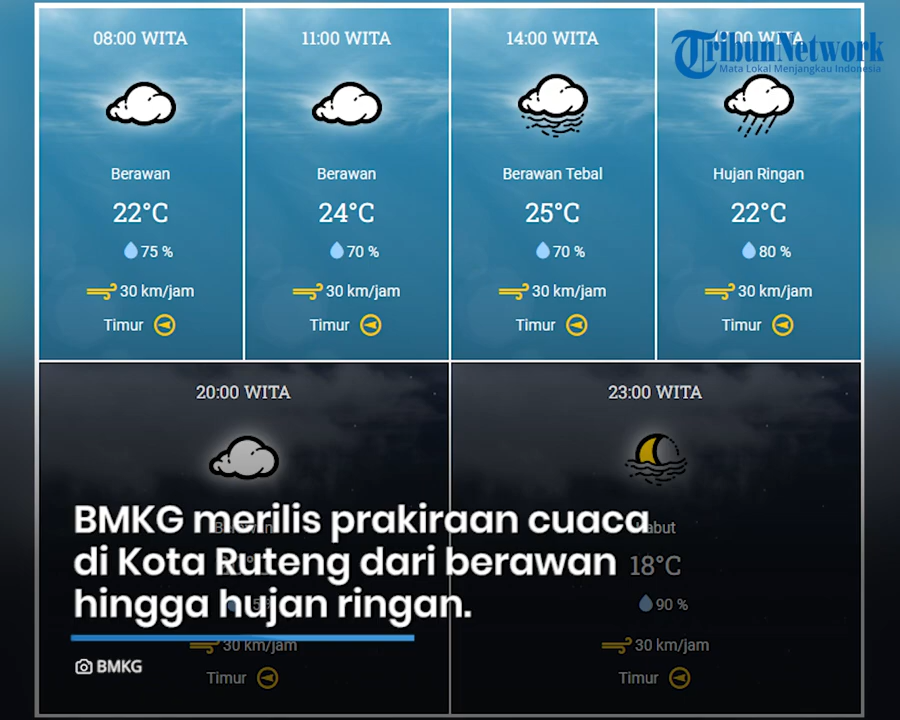 08:00 WITA 11:00 WITA 14:00 WITA
TribunNetwork
Mata Lokal Menjangkau Indonesia
Berawan Berawan Berawan Tebal Hujan Ringan
22°C 24°C 25°C 22°C
75 % 70 % 70 % 80 %
30 km/jam 30 km/jam 30 km/jam 30 km/jam
Timur Timur Timur Timur
20:00 WITA 23:00 WITA
BMKG merilis prakiraan cuaca
di Kota Ruteng dari berawan
hingga hujan ringan.
18°C
90 %
30 km/jam 30 km/jam
BMKG
Timur Timur